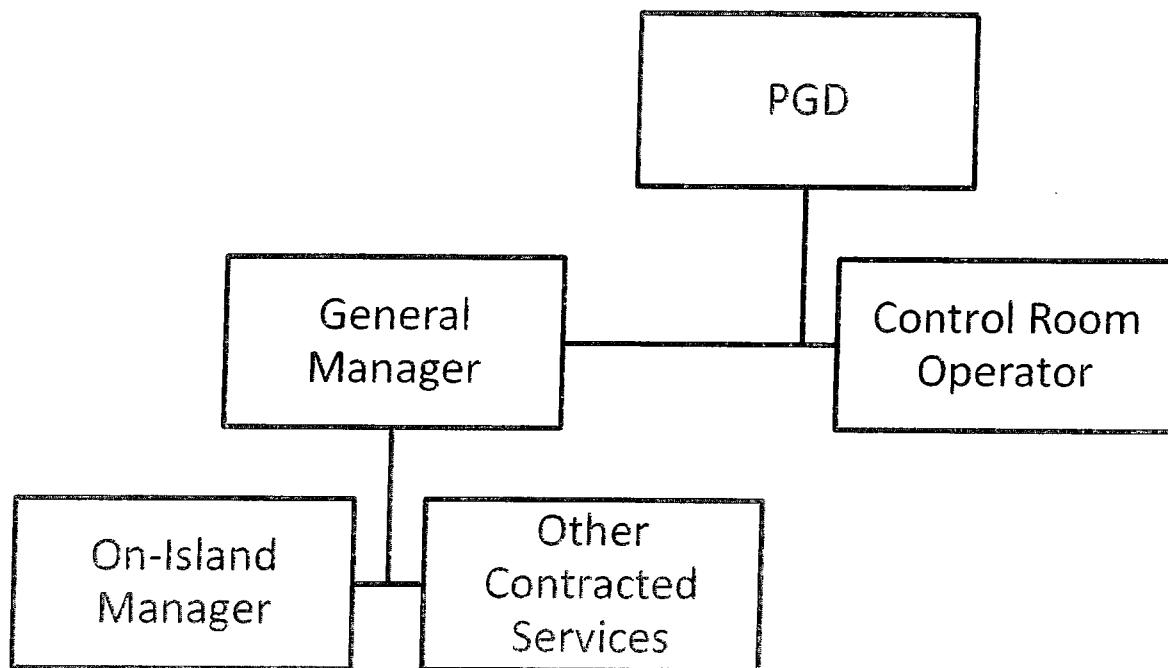 PGD
General
Manager
Control Room
Operator
On-Island
Manager
Other
Contracted
Services